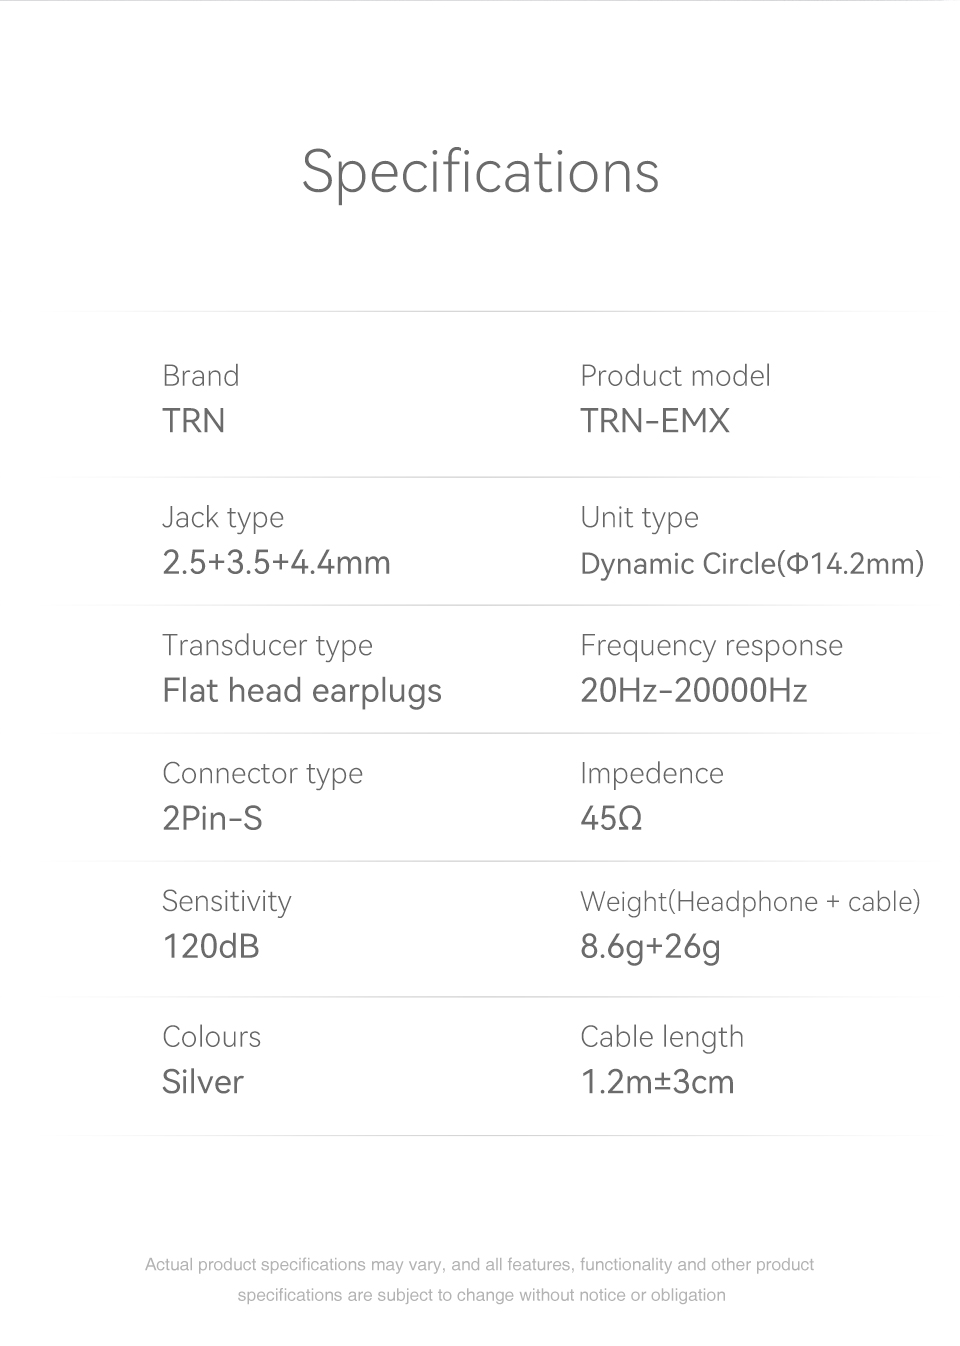 Specifications
Brand
TRN
Product model
TRN-EMX
Jack type
2.5+3.5+4.4mm
Unit type
Dynamic Circle(Φ14.2mm)
Transducer type
Flat head earplugs
Frequency response
20Hz-20000Hz
Connector type
2Pin-S
Impedence
45Ω
Sensitivity
120dB
Weight(Headphone + cable)
8.6g+26g
Colours
Silver
Cable length
1.2m±3cm
Actual product specifications may vary, and all features, functionality and other product
specifications are subject to change without notice or obligation